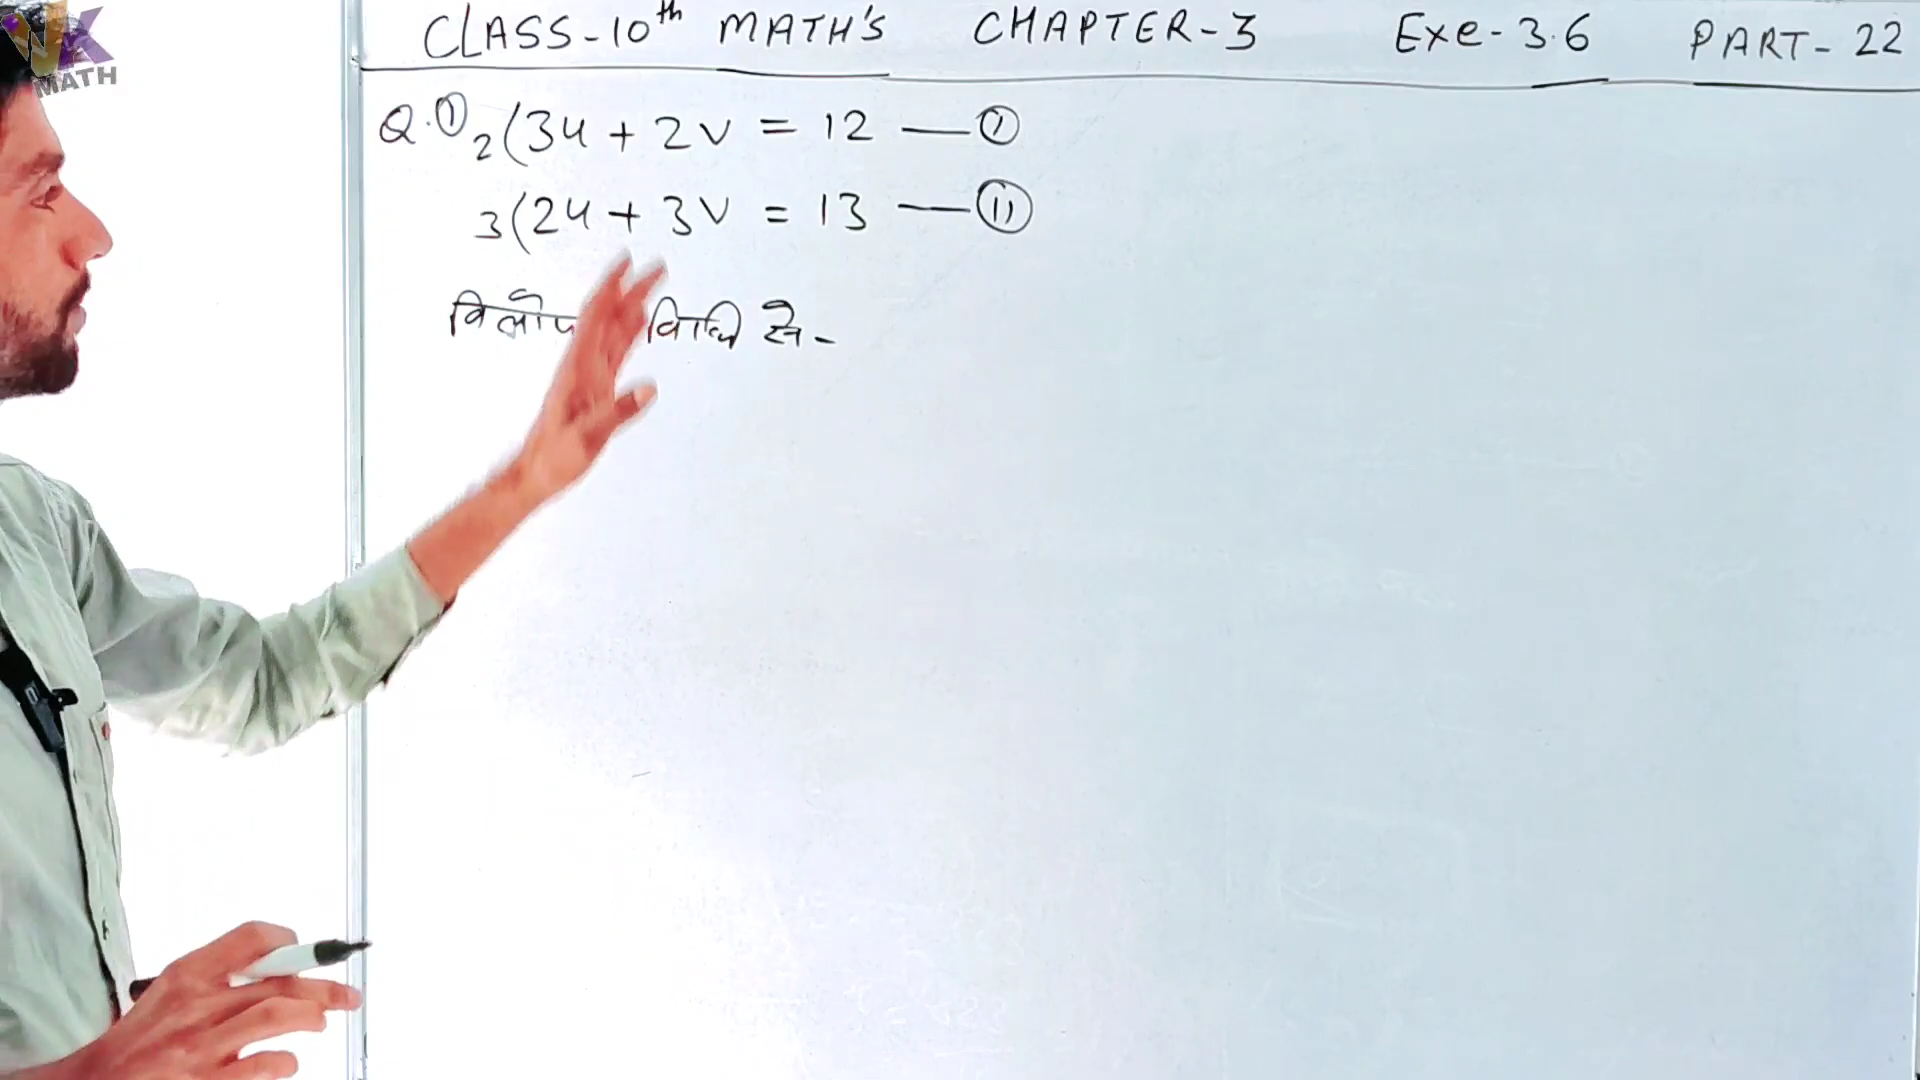 VK
MATH
CLASS-10th MATH'S CHAPTER-3 Exe-3.6 PART-22
Q.① 2(3u + 2v = 12 —①
3(2u + 3v = 13 —⑪
विलोप विधि से-